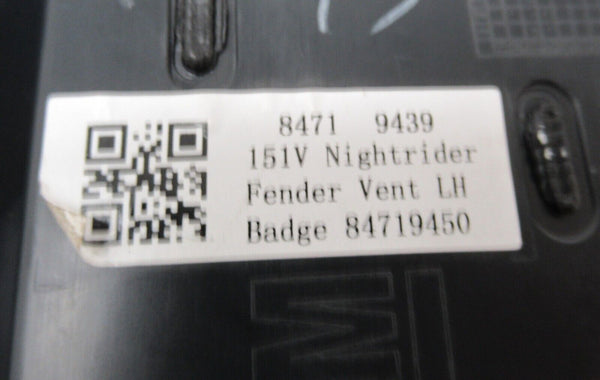 8471 9439
151V Nightrider
Fender Vent LH
Badge 84719450